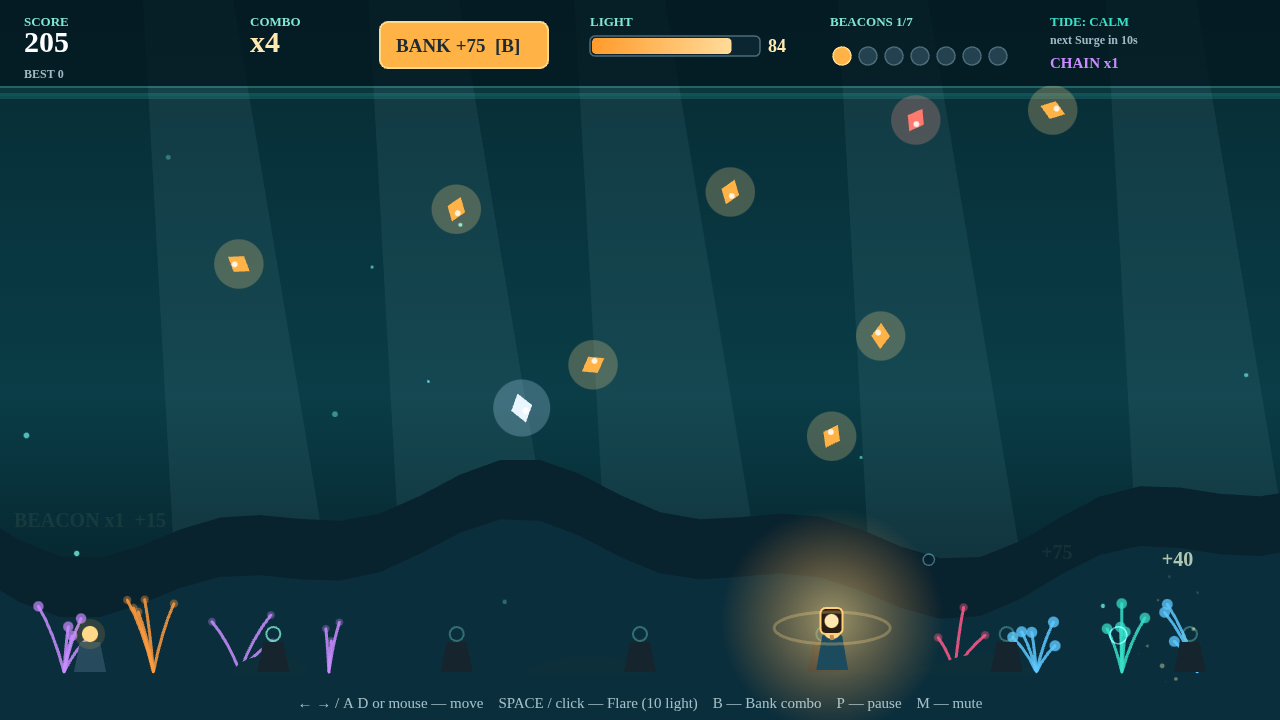 SCORE
205
BEST 0
COMBO
x4
BANK +75 [B]
LIGHT
84
BEACONS 1/7
TIDE: CALM
next Surge in 10s
CHAIN x1
BEACON x1 +15
+75
+40
← → / A D or mouse — move SPACE / click — Flare (10 light) B — Bank combo P — pause M — mute